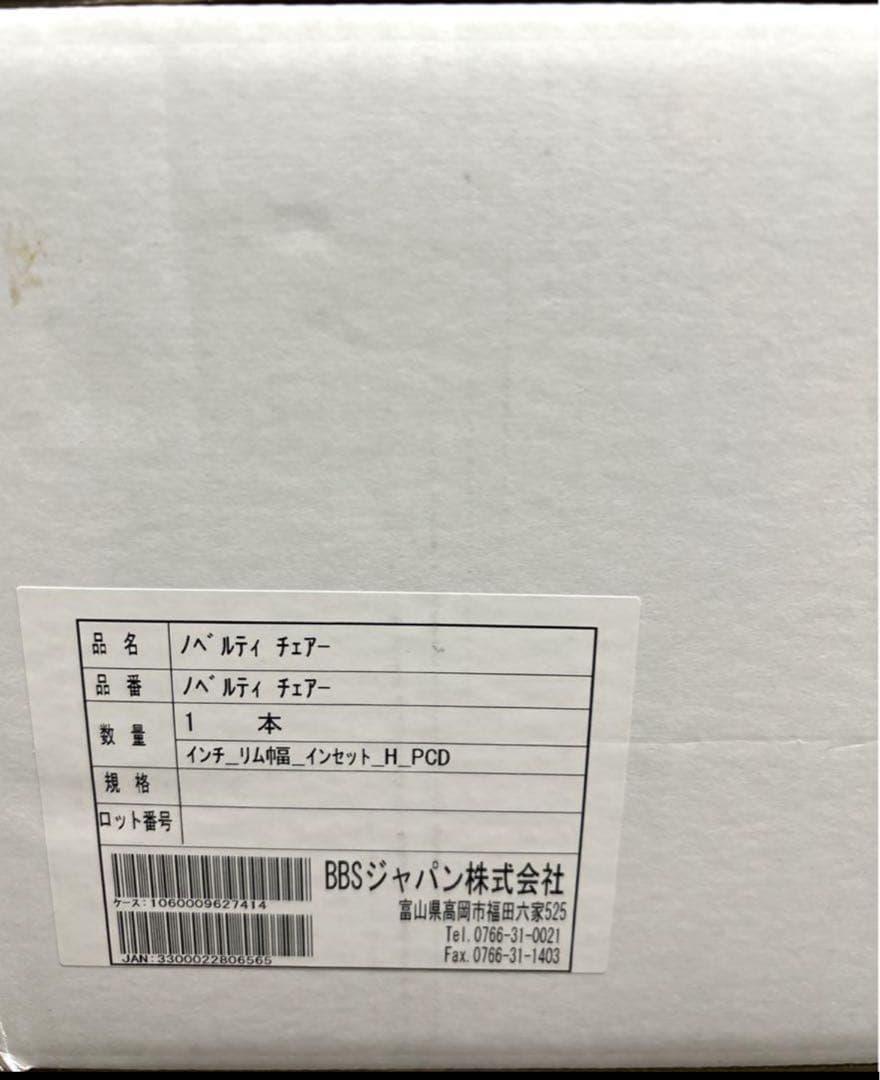 品 名 ノベルティ チェアー
品 番 ノベルティ チェアー
数 量 1 本
インチ_リム幅_インセット_H_PCD
規 格
ロット番号
BBSジャパン株式会社
ケース:1060009627414
富山県高岡市福田六家525
Tel.0766-31-0021
JAN:3300022806565
Fax.0766-31-1403